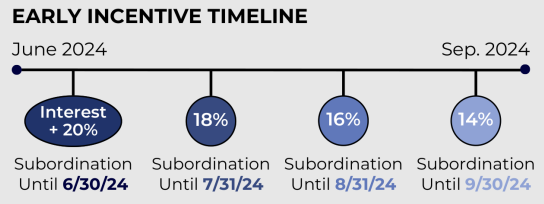 EARLY INCENTIVE TIMELINE
June 2024
Sep. 2024
Interest
+ 20%
18%
16%
14%
Subordination
Until 6/30/24
Subordination
Until 7/31/24
Subordination
Until 8/31/24
Subordination
Until 9/30/24